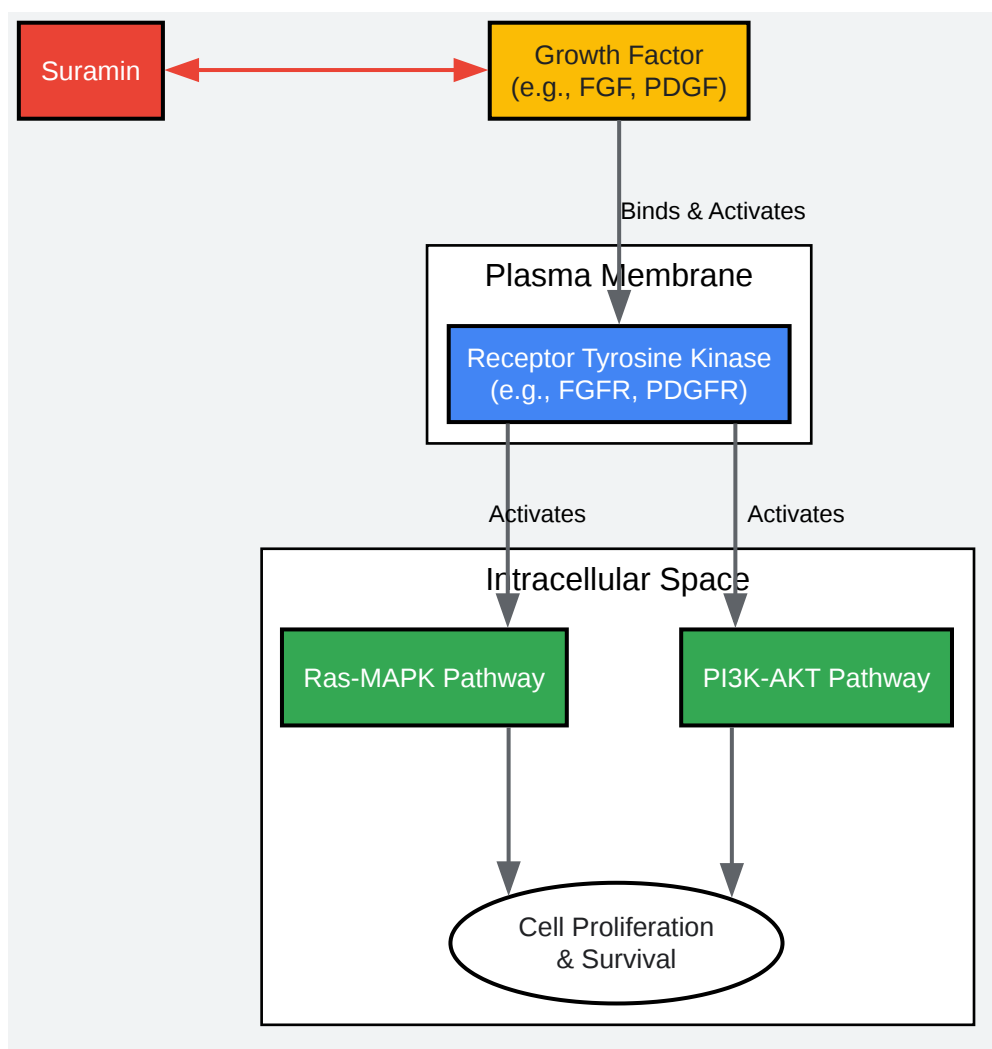 Suramin
Growth Factor
(e.g., FGF, PDGF)
Binds & Activates
Plasma Membrane
Receptor Tyrosine Kinase
(e.g., FGFR, PDGFR)
Activates
Activates
Intracellular Space
Ras-MAPK Pathway
PI3K-AKT Pathway
Cell Proliferation
& Survival